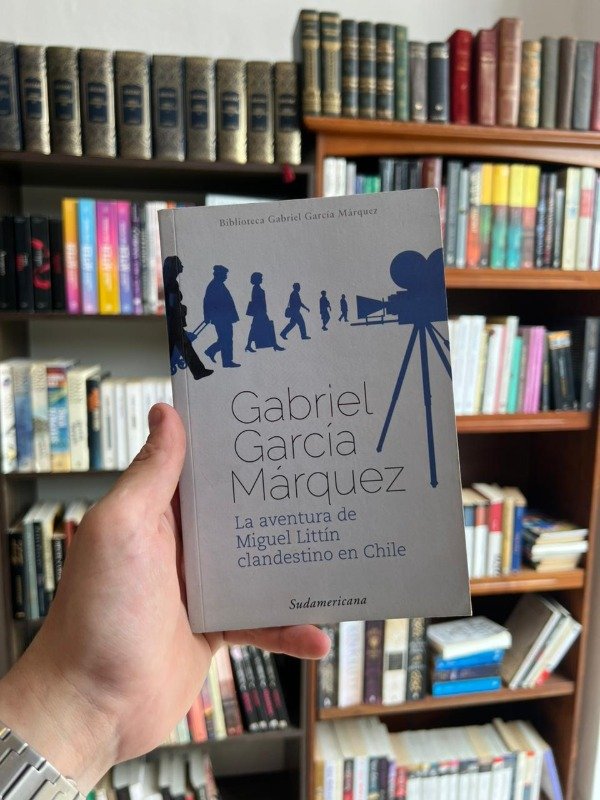 Biblioteca Gabriel García Márquez
Gabriel
García
Márquez
La aventura de
Miguel Littín
clandestino en Chile
Sudamericana